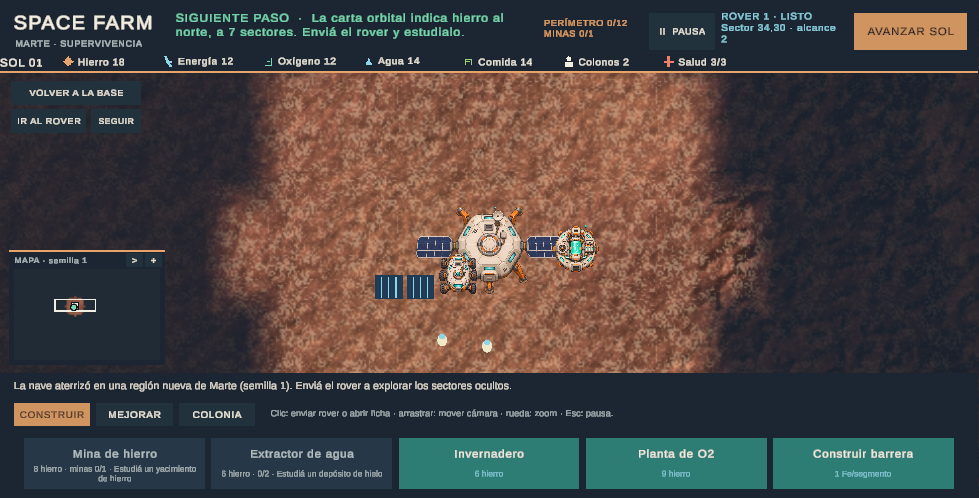 SPACE FARM
MARTE · SUPERVIVENCIA
SIGUIENTE PASO · La carta orbital indica hierro al
norte, a 7 sectores. Enviá el rover y estudialo.
PERÍMETRO 0/12
MINAS 0/1
II PAUSA
ROVER 1 · LISTO
Sector 34,30 · alcance
2
AVANZAR SOL
SOL 01
Hierro 18
Energía 12
Oxígeno 12
Agua 14
Comida 14
Colonos 2
Salud 3/3
VOLVER A LA BASE
IR AL ROVER
SEGUIR
MAPA · semilla 1
>
+
La nave aterrizó en una región nueva de Marte (semilla 1). Enviá el rover a explorar los sectores ocultos.
CONSTRUIR
MEJORAR
COLONIA
Clic: enviar rover o abrir ficha · arrastrar: mover cámara · rueda: zoom · Esc: pausa.
Mina de hierro
8 hierro · minas 0/1 · Estudiá un yacimiento
de hierro
Extractor de agua
6 hierro · 0/2 · Estudiá un depósito de hielo
Invernadero
6 hierro
Planta de O2
9 hierro
Construir barrera
1 Fe/segmento